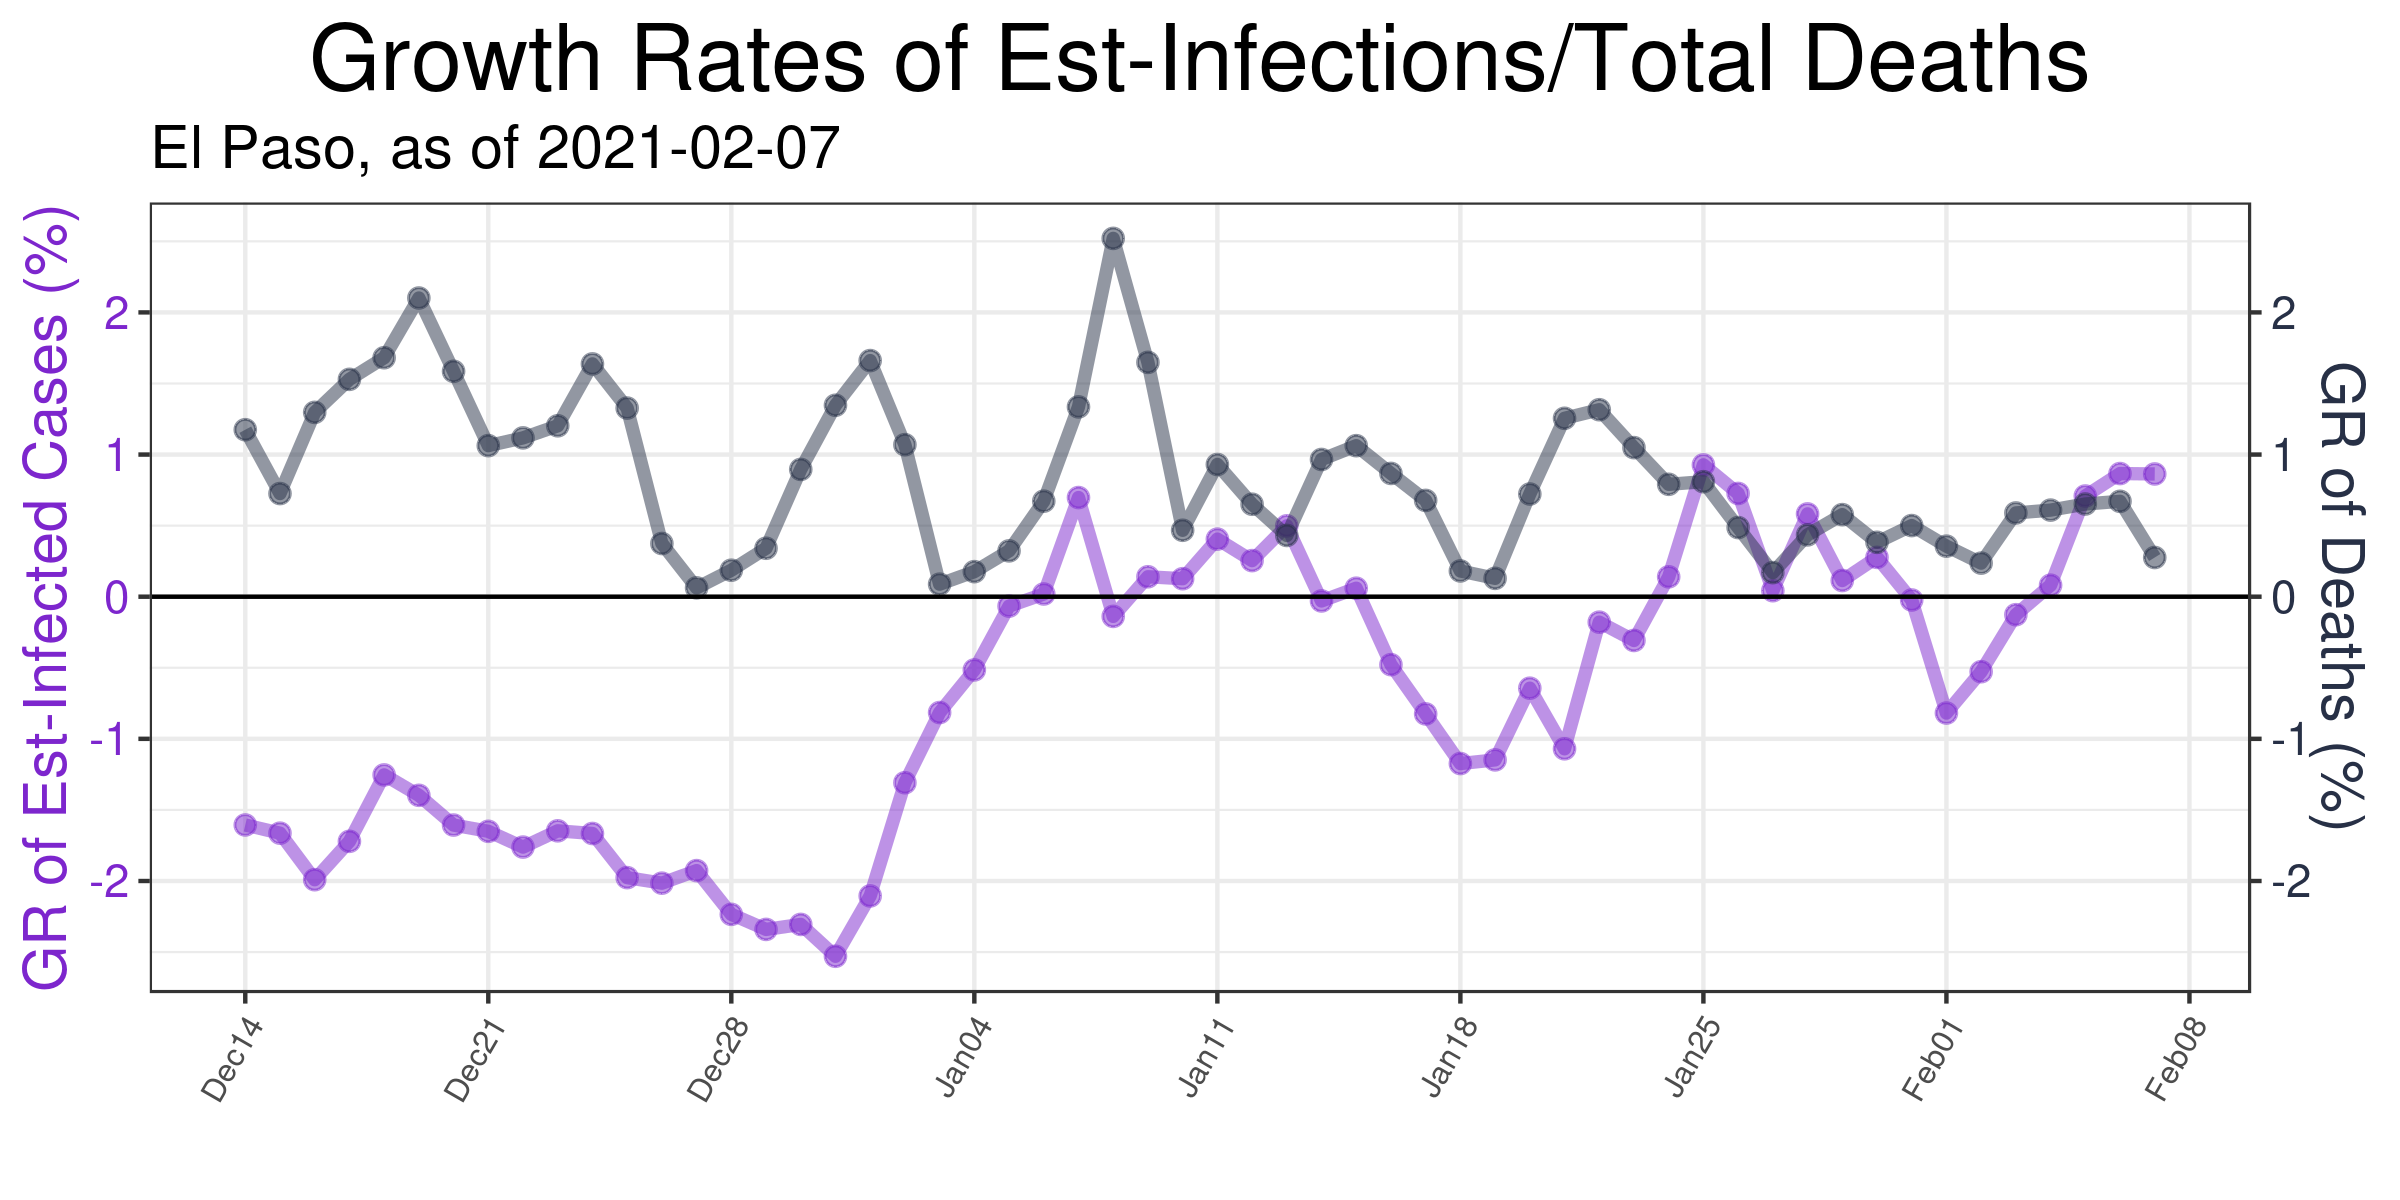 Growth Rates of Est-Infections/Total Deaths
El Paso, as of 2021-02-07
GR of Est-Infected Cases (%)
2
1
0
-1
-2
2
1
0
-1
-2
GR of Deaths (%)
Dec14
Dec21
Dec28
Jan04
Jan11
Jan18
Jan25
Feb01
Feb08